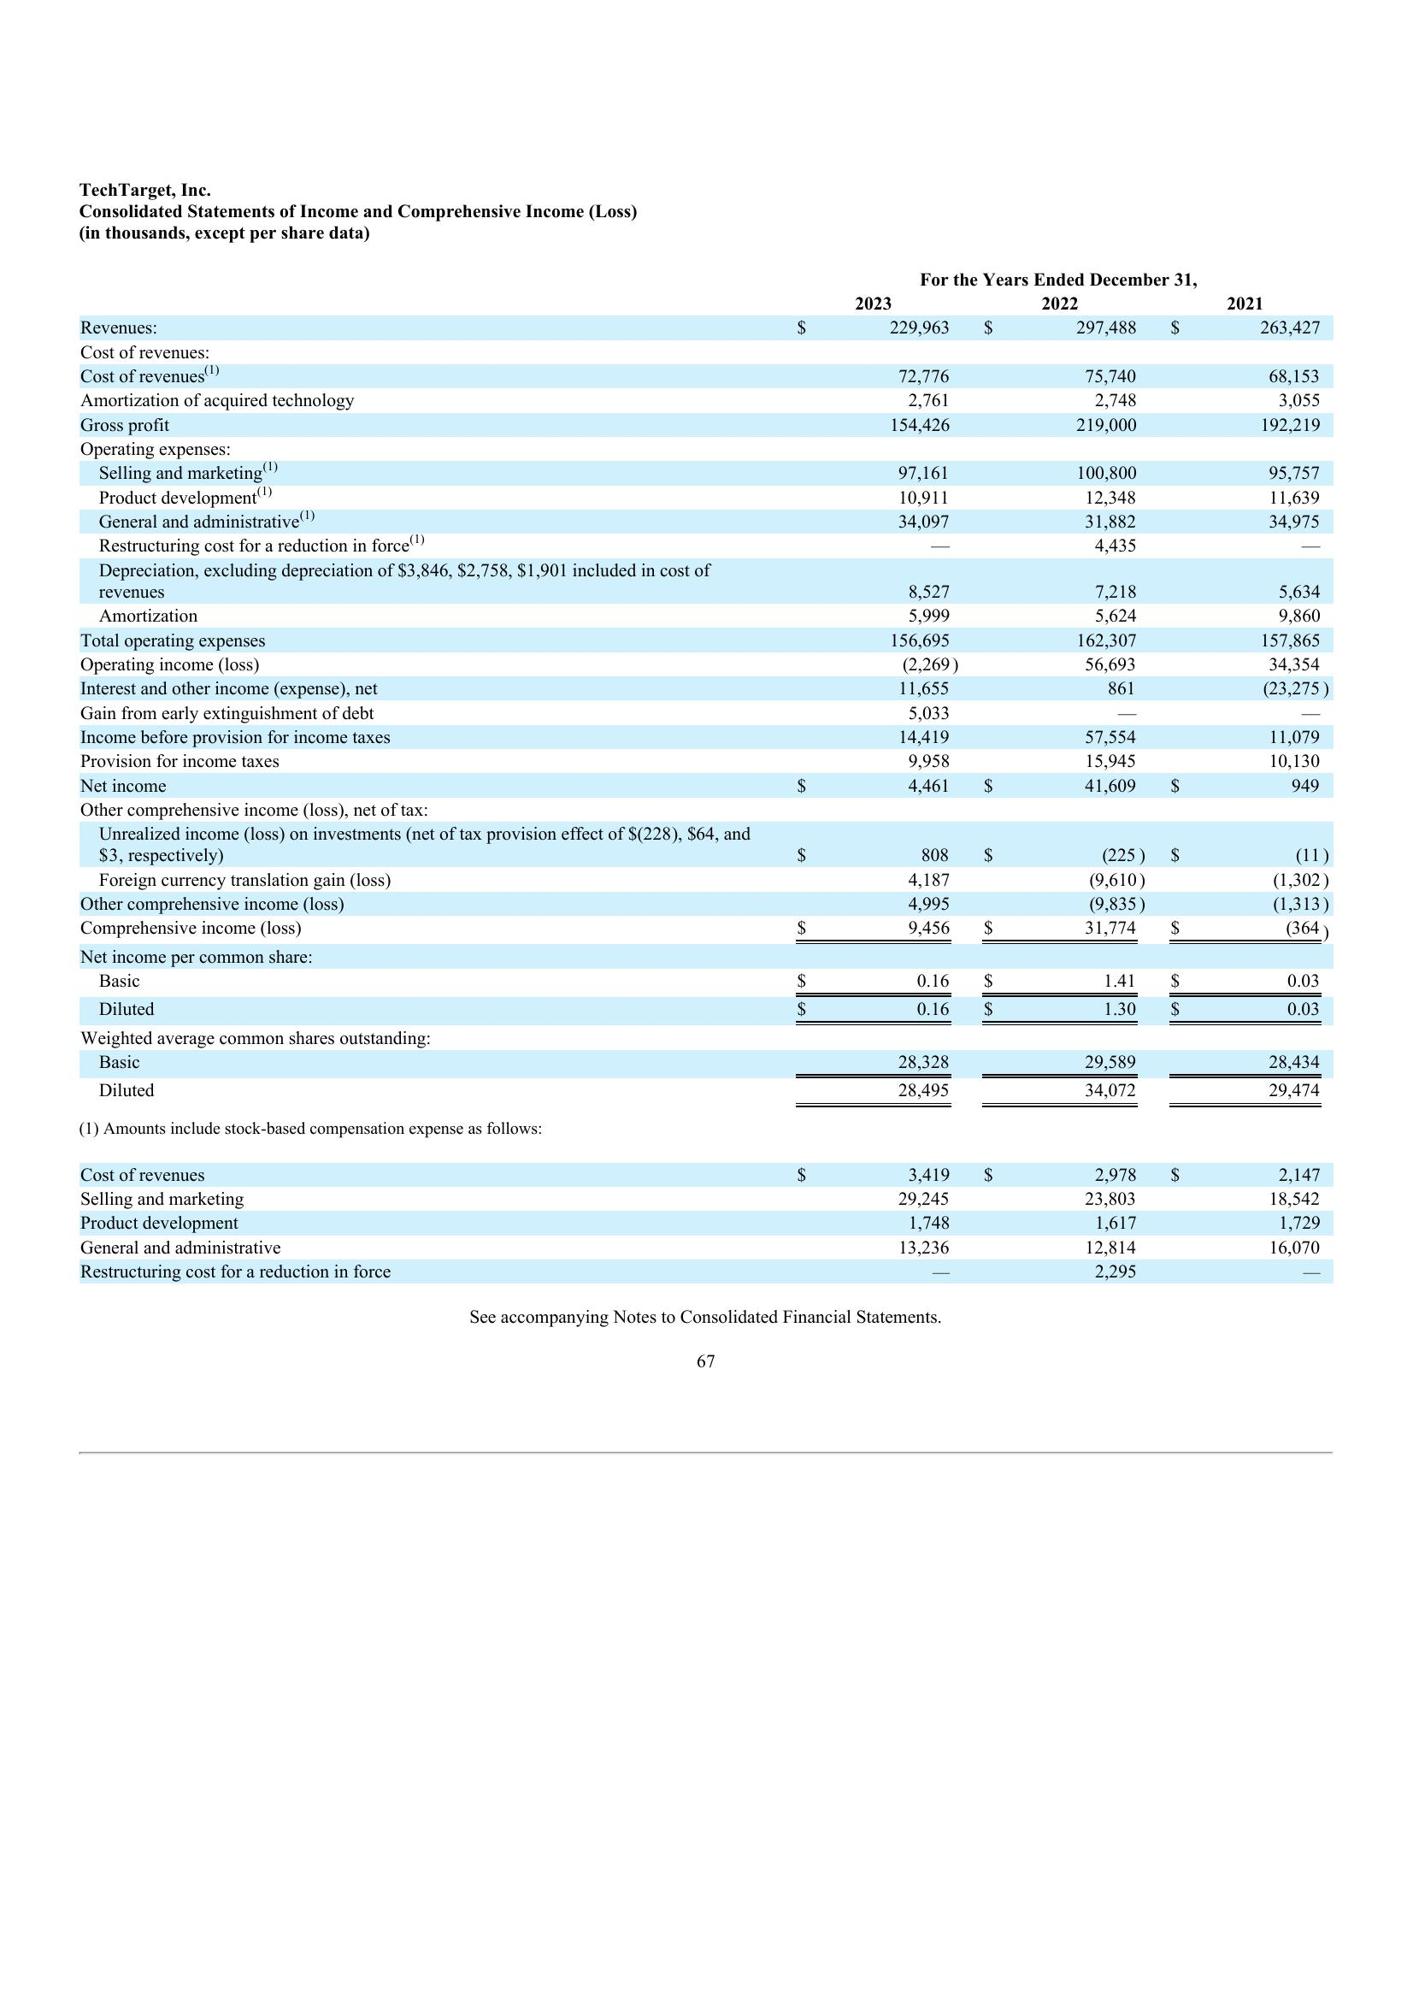 TechTarget, Inc.
Consolidated Statements of Income and Comprehensive Income (Loss)
(in thousands, except per share data)
For the Years Ended December 31,
2023 2022 2021
Revenues: $ 229,963 $ 297,488 $ 263,427
Cost of revenues:
Cost of revenues(1) 72,776 75,740 68,153
Amortization of acquired technology 2,761 2,748 3,055
Gross profit 154,426 219,000 192,219
Operating expenses:
Selling and marketing(1) 97,161 100,800 95,757
Product development(1) 10,911 12,348 11,639
General and administrative(1) 34,097 31,882 34,975
Restructuring cost for a reduction in force(1) — 4,435 —
Depreciation, excluding depreciation of $3,846, $2,758, $1,901 included in cost of
revenues 8,527 7,218 5,634
Amortization 5,999 5,624 9,860
Total operating expenses 156,695 162,307 157,865
Operating income (loss) (2,269) 56,693 34,354
Interest and other income (expense), net 11,655 861 (23,275)
Gain from early extinguishment of debt 5,033 — —
Income before provision for income taxes 14,419 57,554 11,079
Provision for income taxes 9,958 15,945 10,130
Net income $ 4,461 $ 41,609 $ 949
Other comprehensive income (loss), net of tax:
Unrealized income (loss) on investments (net of tax provision effect of $(228), $64, and
$3, respectively) $ 808 $ (225) $ (11)
Foreign currency translation gain (loss) 4,187 (9,610) (1,302)
Other comprehensive income (loss) 4,995 (9,835) (1,313)
Comprehensive income (loss) $ 9,456 $ 31,774 $ (364)
Net income per common share:
Basic $ 0.16 $ 1.41 $ 0.03
Diluted $ 0.16 $ 1.30 $ 0.03
Weighted average common shares outstanding:
Basic 28,328 29,589 28,434
Diluted 28,495 34,072 29,474
(1) Amounts include stock-based compensation expense as follows:
Cost of revenues $ 3,419 $ 2,978 $ 2,147
Selling and marketing 29,245 23,803 18,542
Product development 1,748 1,617 1,729
General and administrative 13,236 12,814 16,070
Restructuring cost for a reduction in force — 2,295 —
See accompanying Notes to Consolidated Financial Statements.
67